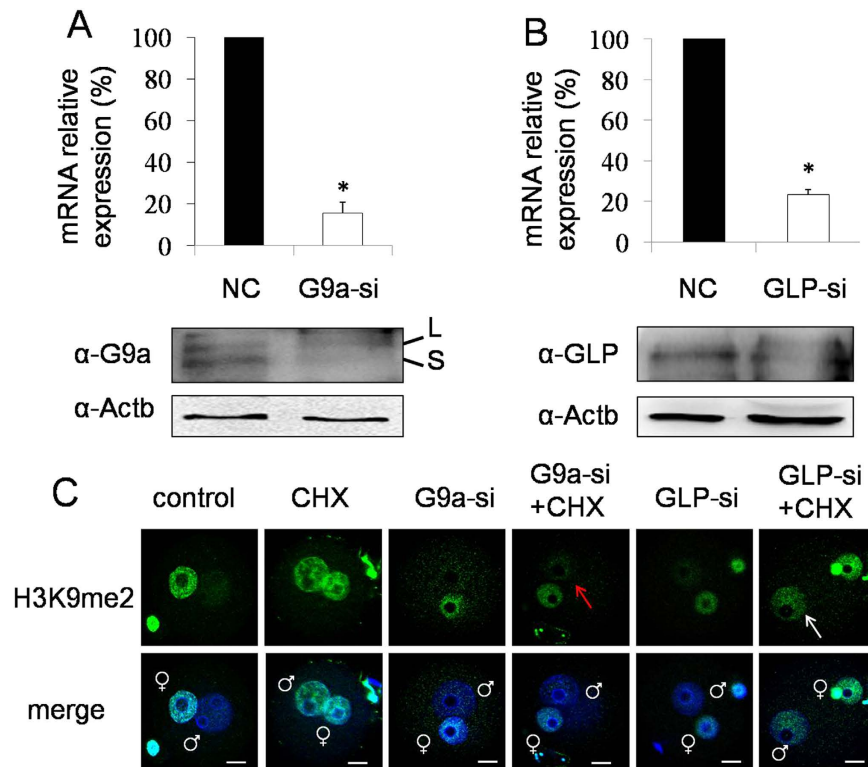 A
mRNA relative
expression (%)
100
80
60
40
20
0
*
NC G9a-si
α-G9a
L
S
α-Actb
B
mRNA relative
expression (%)
100
80
60
40
20
0
*
NC GLP-si
α-GLP
α-Actb
C
control CHX G9a-si G9a-si
+CHX GLP-si GLP-si
+CHX
H3K9me2
merge
♀ ♂ ♂ ♀ ♂ ♀ ♂ ♀ ♂ ♀ ♀ ♂